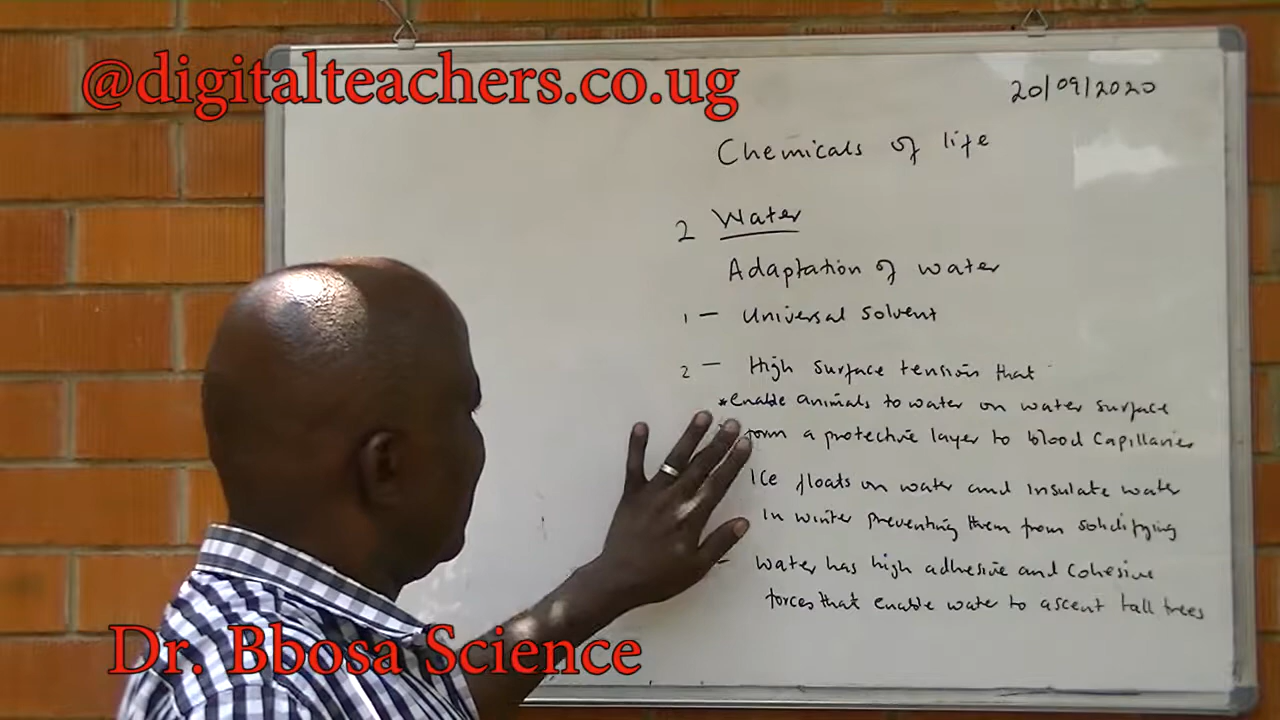 @digitalteachers.co.ug
20/09/2020
Chemicals of life
2 Water
Adaptation of water
1 – Universal solvent
2 – High surface tension that
*enable animals to water on water surface
form a protective layer to blood capillaries
Ice floats on water and insulate water
in winter preventing them from solidifying
– Water has high adhesive and cohesive
forces that enable water to ascent tall trees
Dr. Bbosa Science